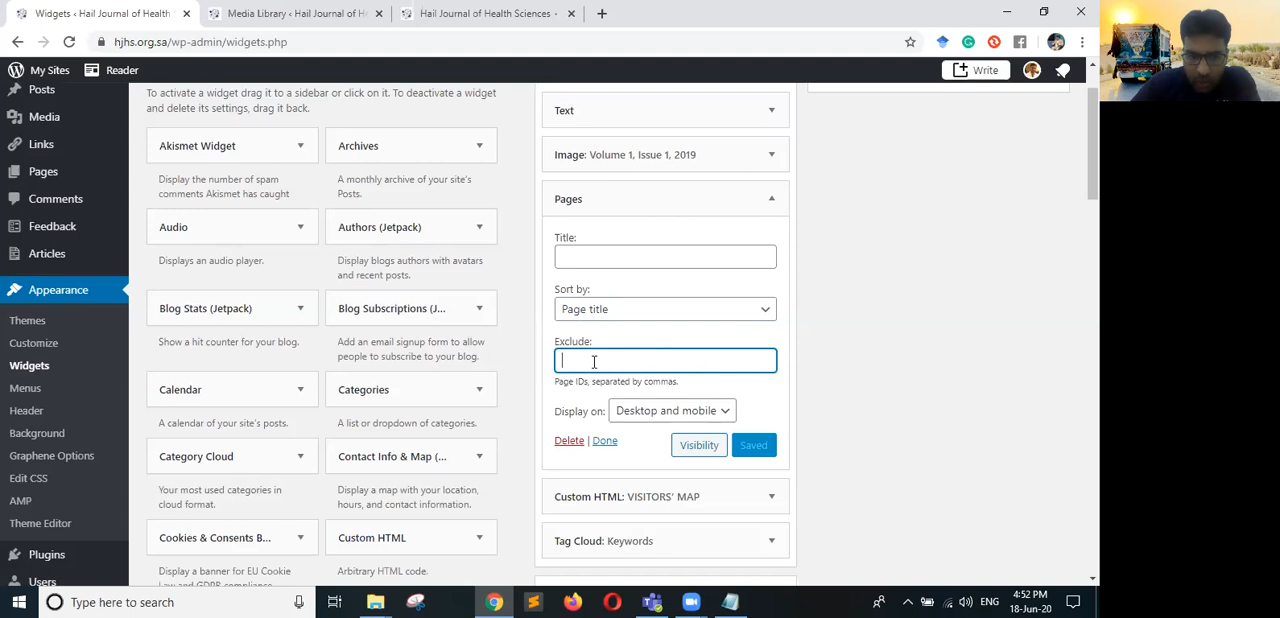 Widgets ‹ Hail Journal of Health
Media Library ‹ Hail Journal of H
Hail Journal of Health Sciences -
hjhs.org.sa/wp-admin/widgets.php
My Sites
Reader
Write
Posts
Media
Links
Pages
Comments
Feedback
Articles
Appearance
Themes
Customize
Widgets
Menus
Header
Background
Graphene Options
Edit CSS
AMP
Theme Editor
Plugins
Users
To activate a widget drag it to a sidebar or click on it. To deactivate a widget
and delete its settings, drag it back.
Akismet Widget
Display the number of spam
comments Akismet has caught
Archives
A monthly archive of your site's
Posts.
Audio
Displays an audio player.
Authors (Jetpack)
Display blogs authors with avatars
and recent posts.
Blog Stats (Jetpack)
Show a hit counter for your blog.
Blog Subscriptions (J...
Add an email signup form to allow
people to subscribe to your blog.
Calendar
A calendar of your site's posts.
Categories
A list or dropdown of categories.
Category Cloud
Your most used categories in
cloud format.
Contact Info & Map (...
Display a map with your location,
hours, and contact information.
Cookies & Consents B...
Display a banner for EU Cookie
Law and GDPR compliance.
Custom HTML
Arbitrary HTML code.
Text
Image: Volume 1, Issue 1, 2019
Pages
Title:
Sort by:
Page title
Exclude:
Page IDs, separated by commas.
Display on: Desktop and mobile
Delete | Done
Visibility
Saved
Custom HTML: VISITORS' MAP
Tag Cloud: Keywords
Type here to search
ENG
4:52 PM
18-Jun-20